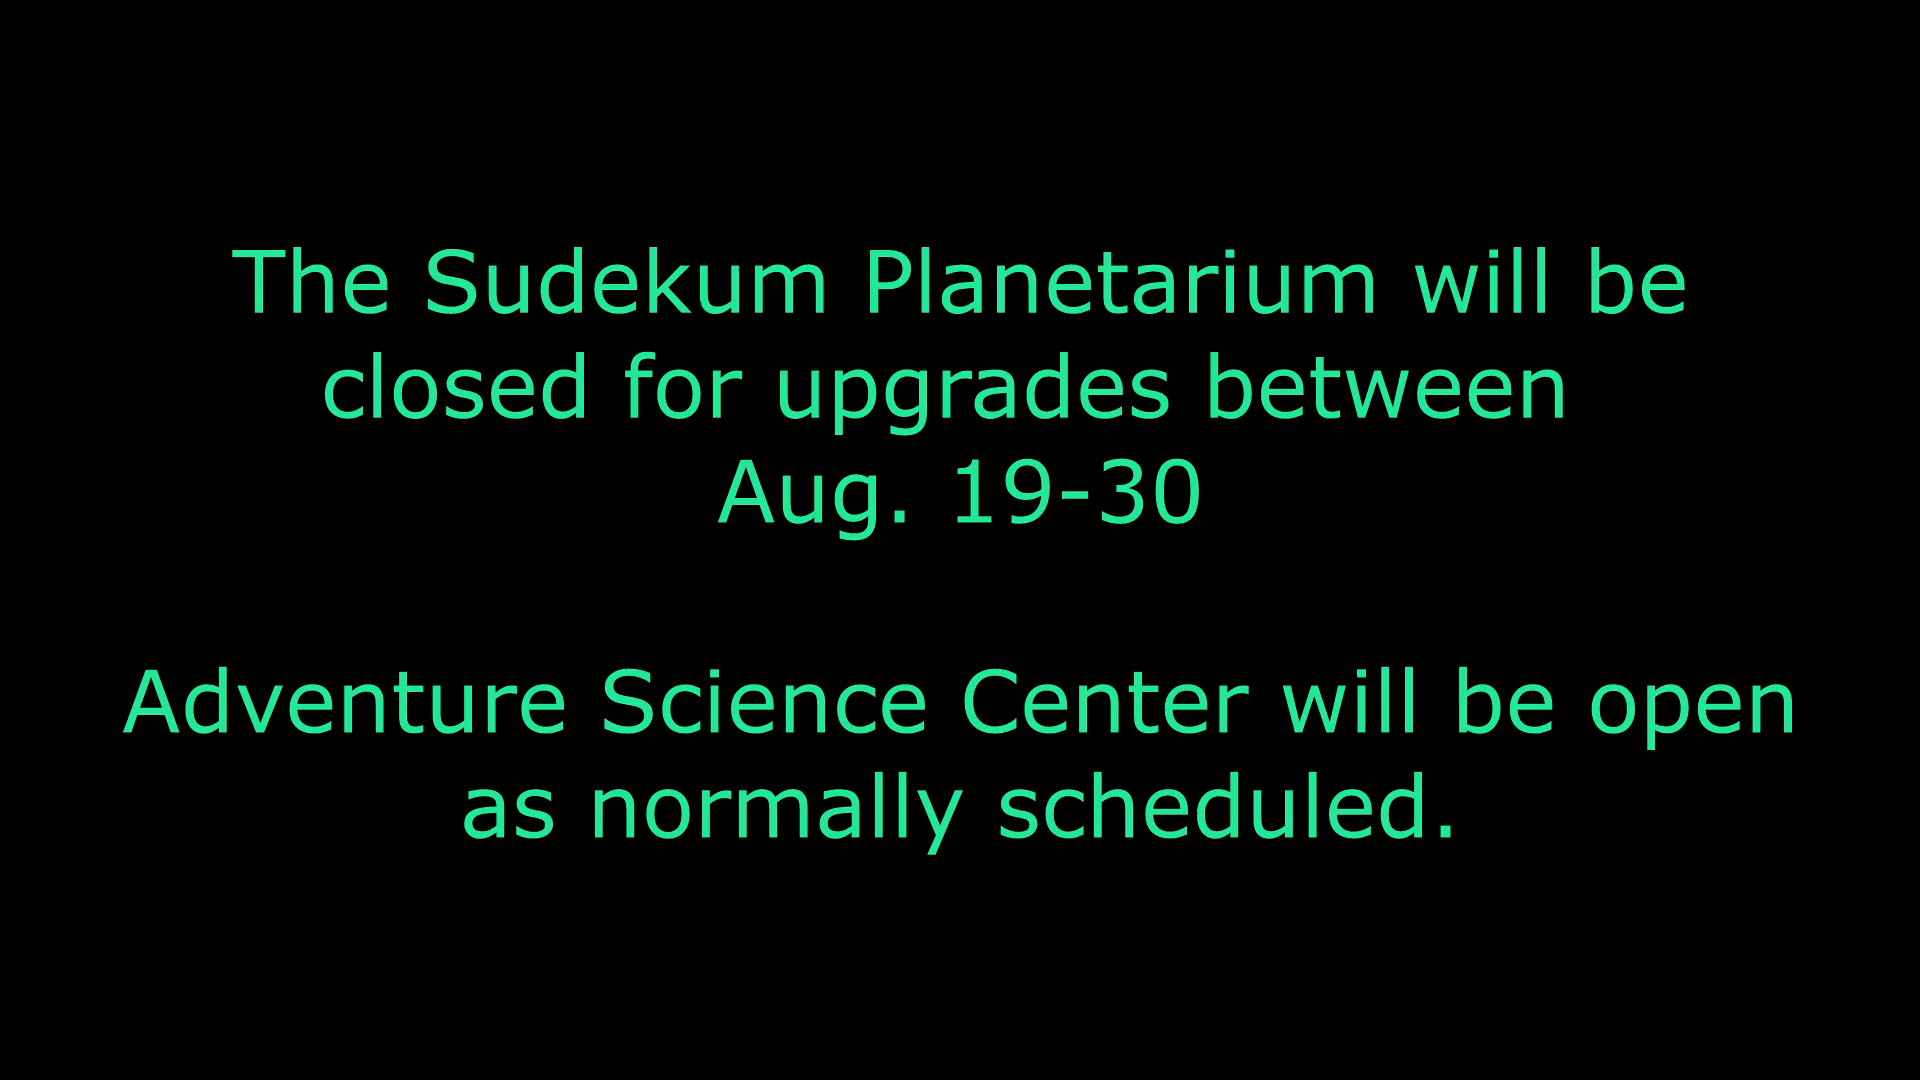 The Sudekum Planetarium will be
closed for upgrades between
Aug. 19-30
Adventure Science Center will be open
as normally scheduled.